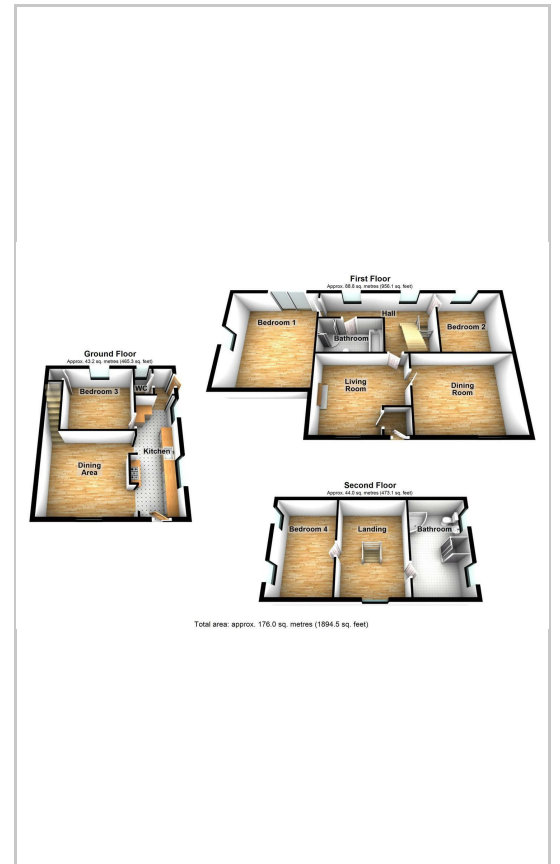 First Floor
Approx. 88.8 sq. metres (956.1 sq. feet)
Bedroom 1
Hall
Bathroom
Bedroom 2
Living
Room
Dining
Room
Ground Floor
Approx. 43.2 sq. metres (465.3 sq. feet)
Bedroom 3
WC
Kitchen
Dining
Area
Second Floor
Approx. 44.0 sq. metres (473.1 sq. feet)
Bedroom 4
Landing
Bathroom
Total area: approx. 176.0 sq. metres (1894.5 sq. feet)